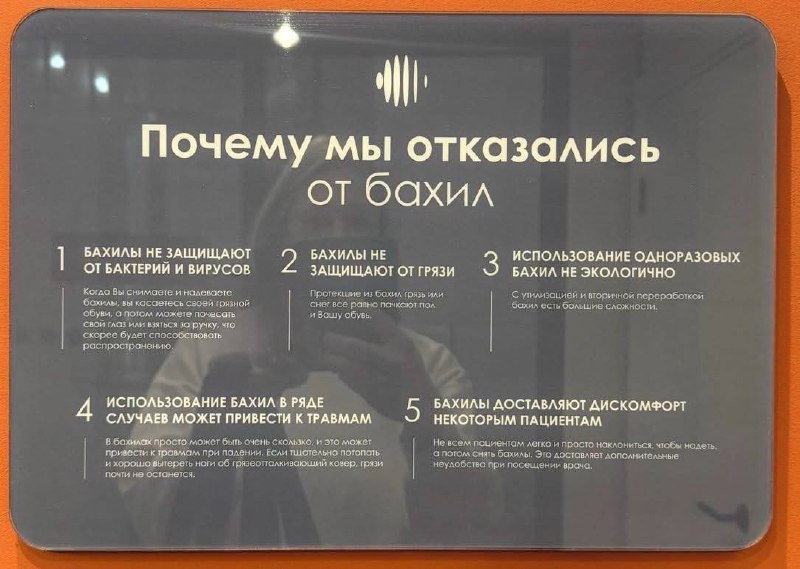 Почему мы отказались
от бахил
1 БАХИЛЫ НЕ ЗАЩИЩАЮТ
ОТ БАКТЕРИЙ И ВИРУСОВ
Когда Вы снимаете и надеваете
бахилы, вы касаетесь своей грязной
обуви, а потом можете почесать
свой глаз или взяться за ручку, что
скорее будет способствовать
распространению.
2 БАХИЛЫ НЕ
ЗАЩИЩАЮТ ОТ ГРЯЗИ
Протекшие из бахил грязь или
снег всё равно пачкают пол
и Вашу обувь.
3 ИСПОЛЬЗОВАНИЕ ОДНОРАЗОВЫХ
БАХИЛ НЕ ЭКОЛОГИЧНО
С утилизацией и вторичной переработкой
бахил есть большие сложности.
4 ИСПОЛЬЗОВАНИЕ БАХИЛ В РЯДЕ
СЛУЧАЕВ МОЖЕТ ПРИВЕСТИ К ТРАВМАМ
В бахилах просто может быть очень скользко, и это может
привести к травмам при падении. Если тщательно потопать
и хорошо вытереть ноги об грязеотталкивающий ковер, грязи
почти не останется.
5 БАХИЛЫ ДОСТАВЛЯЮТ ДИСКОМФОРТ
НЕКОТОРЫМ ПАЦИЕНТАМ
Не всем пациентам легко и просто наклониться, чтобы надеть,
а потом снять бахилы. Это доставляет дополнительные
неудобства при посещении врача.